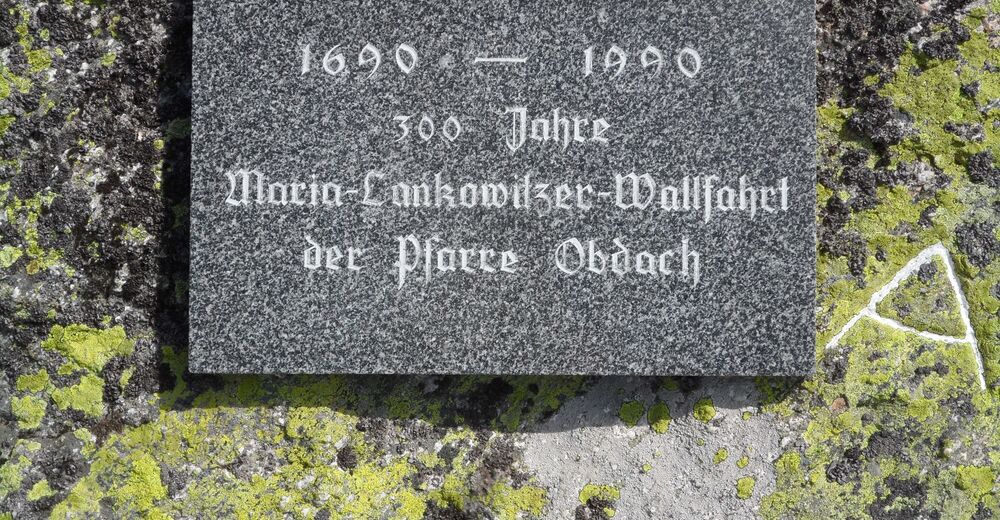 1690 — 1990
300 Jahre
Maria-Lankowitzer-Wallfahrt
der Pfarre Obdach
A